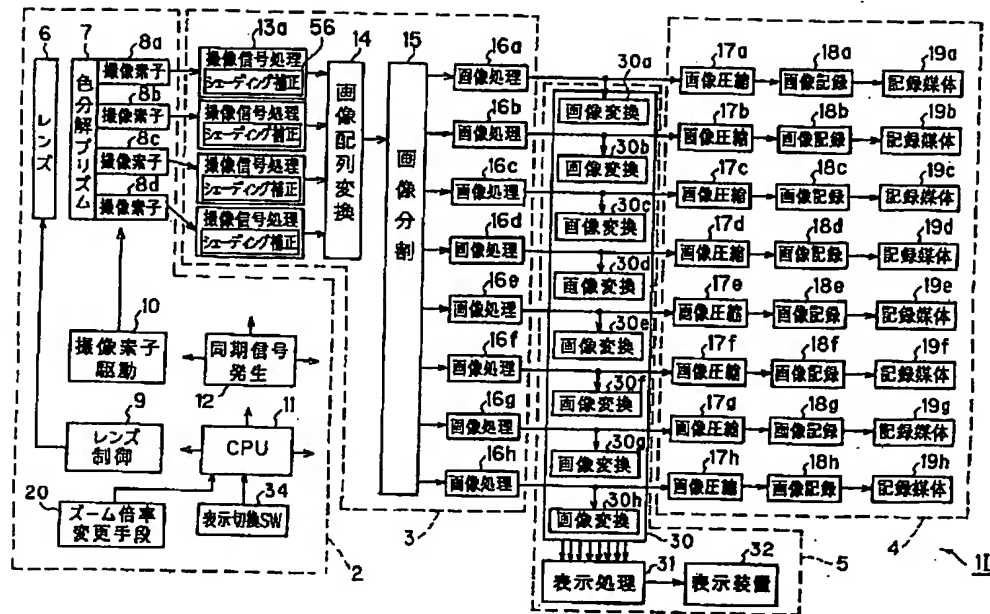 6
レンズ
7
色分解プリズム
8a
撮像素子
8b
撮像素子
8c
撮像素子
8d
撮像素子
13a
56
撮像信号処理
シェーディング補正
撮像信号処理
シェーディング補正
撮像信号処理
シェーディング補正
撮像信号処理
シェーディング補正
14
画像配列変換
15
画像分割
10
撮像素子
駆動
同期信号
発生
12
9
レンズ
制御
11
CPU
20
ズーム倍率
変更手段
34
表示切換SW
2
16a
画像処理
16b
画像処理
16c
画像処理
16d
画像処理
16e
画像処理
16f
画像処理
16g
画像処理
16h
画像処理
3
30a
画像変換
30b
画像変換
30c
画像変換
30d
画像変換
30e
画像変換
30f
画像変換
30g
画像変換
30h
画像変換
30
17a
画像圧縮
18a
画像記録
19a
記録媒体
17b
画像圧縮
18b
画像記録
19b
記録媒体
17c
画像圧縮
18c
画像記録
19c
記録媒体
17d
画像圧縮
18d
画像記録
19d
記録媒体
17e
画像圧縮
18e
画像記録
19e
記録媒体
17f
画像圧縮
18f
画像記録
19f
記録媒体
17g
画像圧縮
18g
画像記録
19g
記録媒体
17h
画像圧縮
18h
画像記録
19h
記録媒体
4
31
表示処理
32
表示装置
5
1D